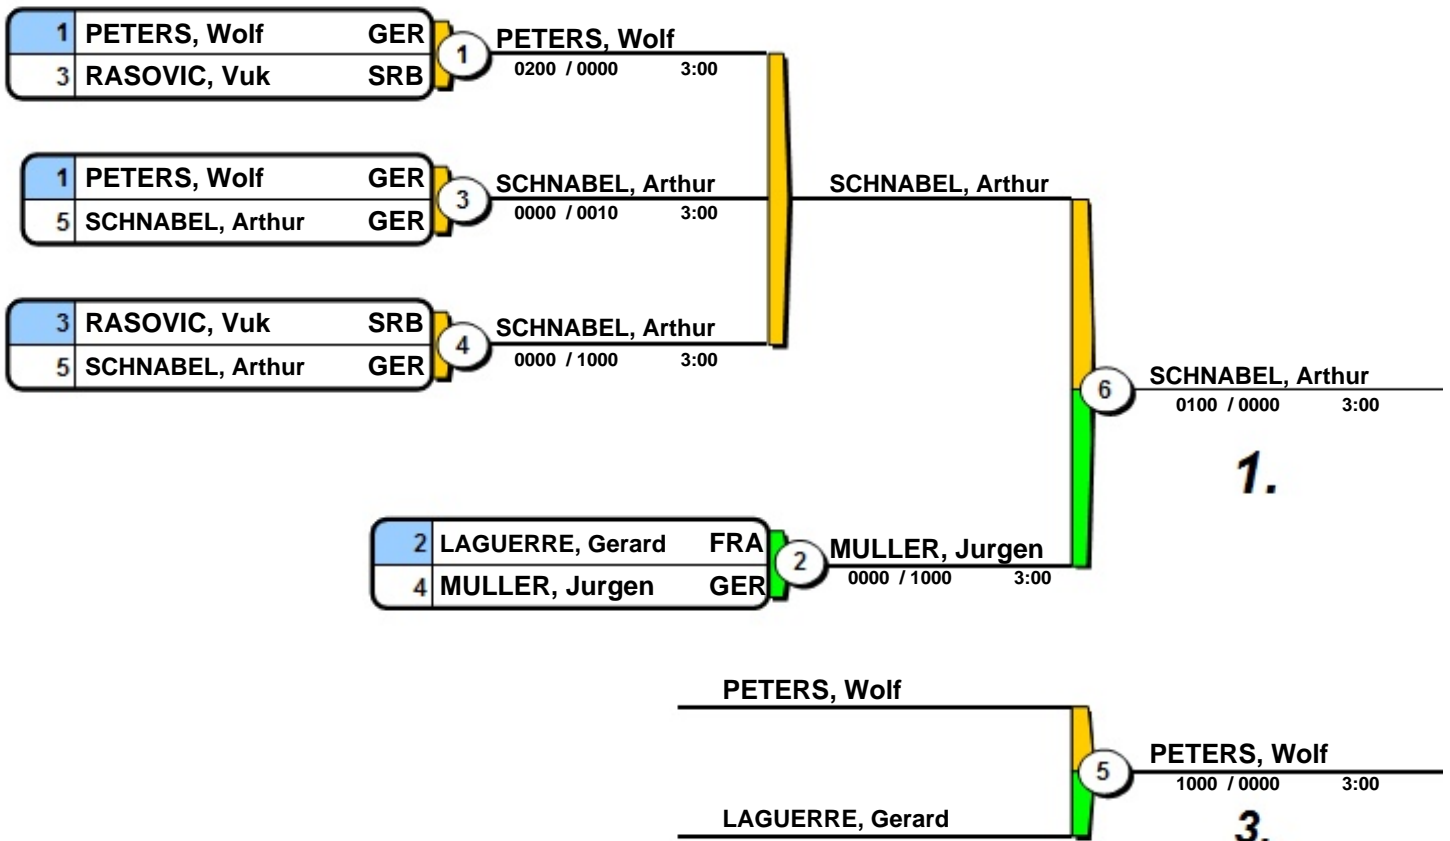 1 PETERS, Wolf GER
3 RASOVIC, Vuk SRB
1
PETERS, Wolf
0200 / 0000 3:00
1 PETERS, Wolf GER
5 SCHNABEL, Arthur GER
3
SCHNABEL, Arthur
0000 / 0010 3:00
SCHNABEL, Arthur
3 RASOVIC, Vuk SRB
5 SCHNABEL, Arthur GER
4
SCHNABEL, Arthur
0000 / 1000 3:00
6
SCHNABEL, Arthur
0100 / 0000 3:00
1.
2 LAGUERRE, Gerard FRA
4 MULLER, Jurgen GER
2
MULLER, Jurgen
0000 / 1000 3:00
PETERS, Wolf
LAGUERRE, Gerard
5
PETERS, Wolf
1000 / 0000 3:00
3.